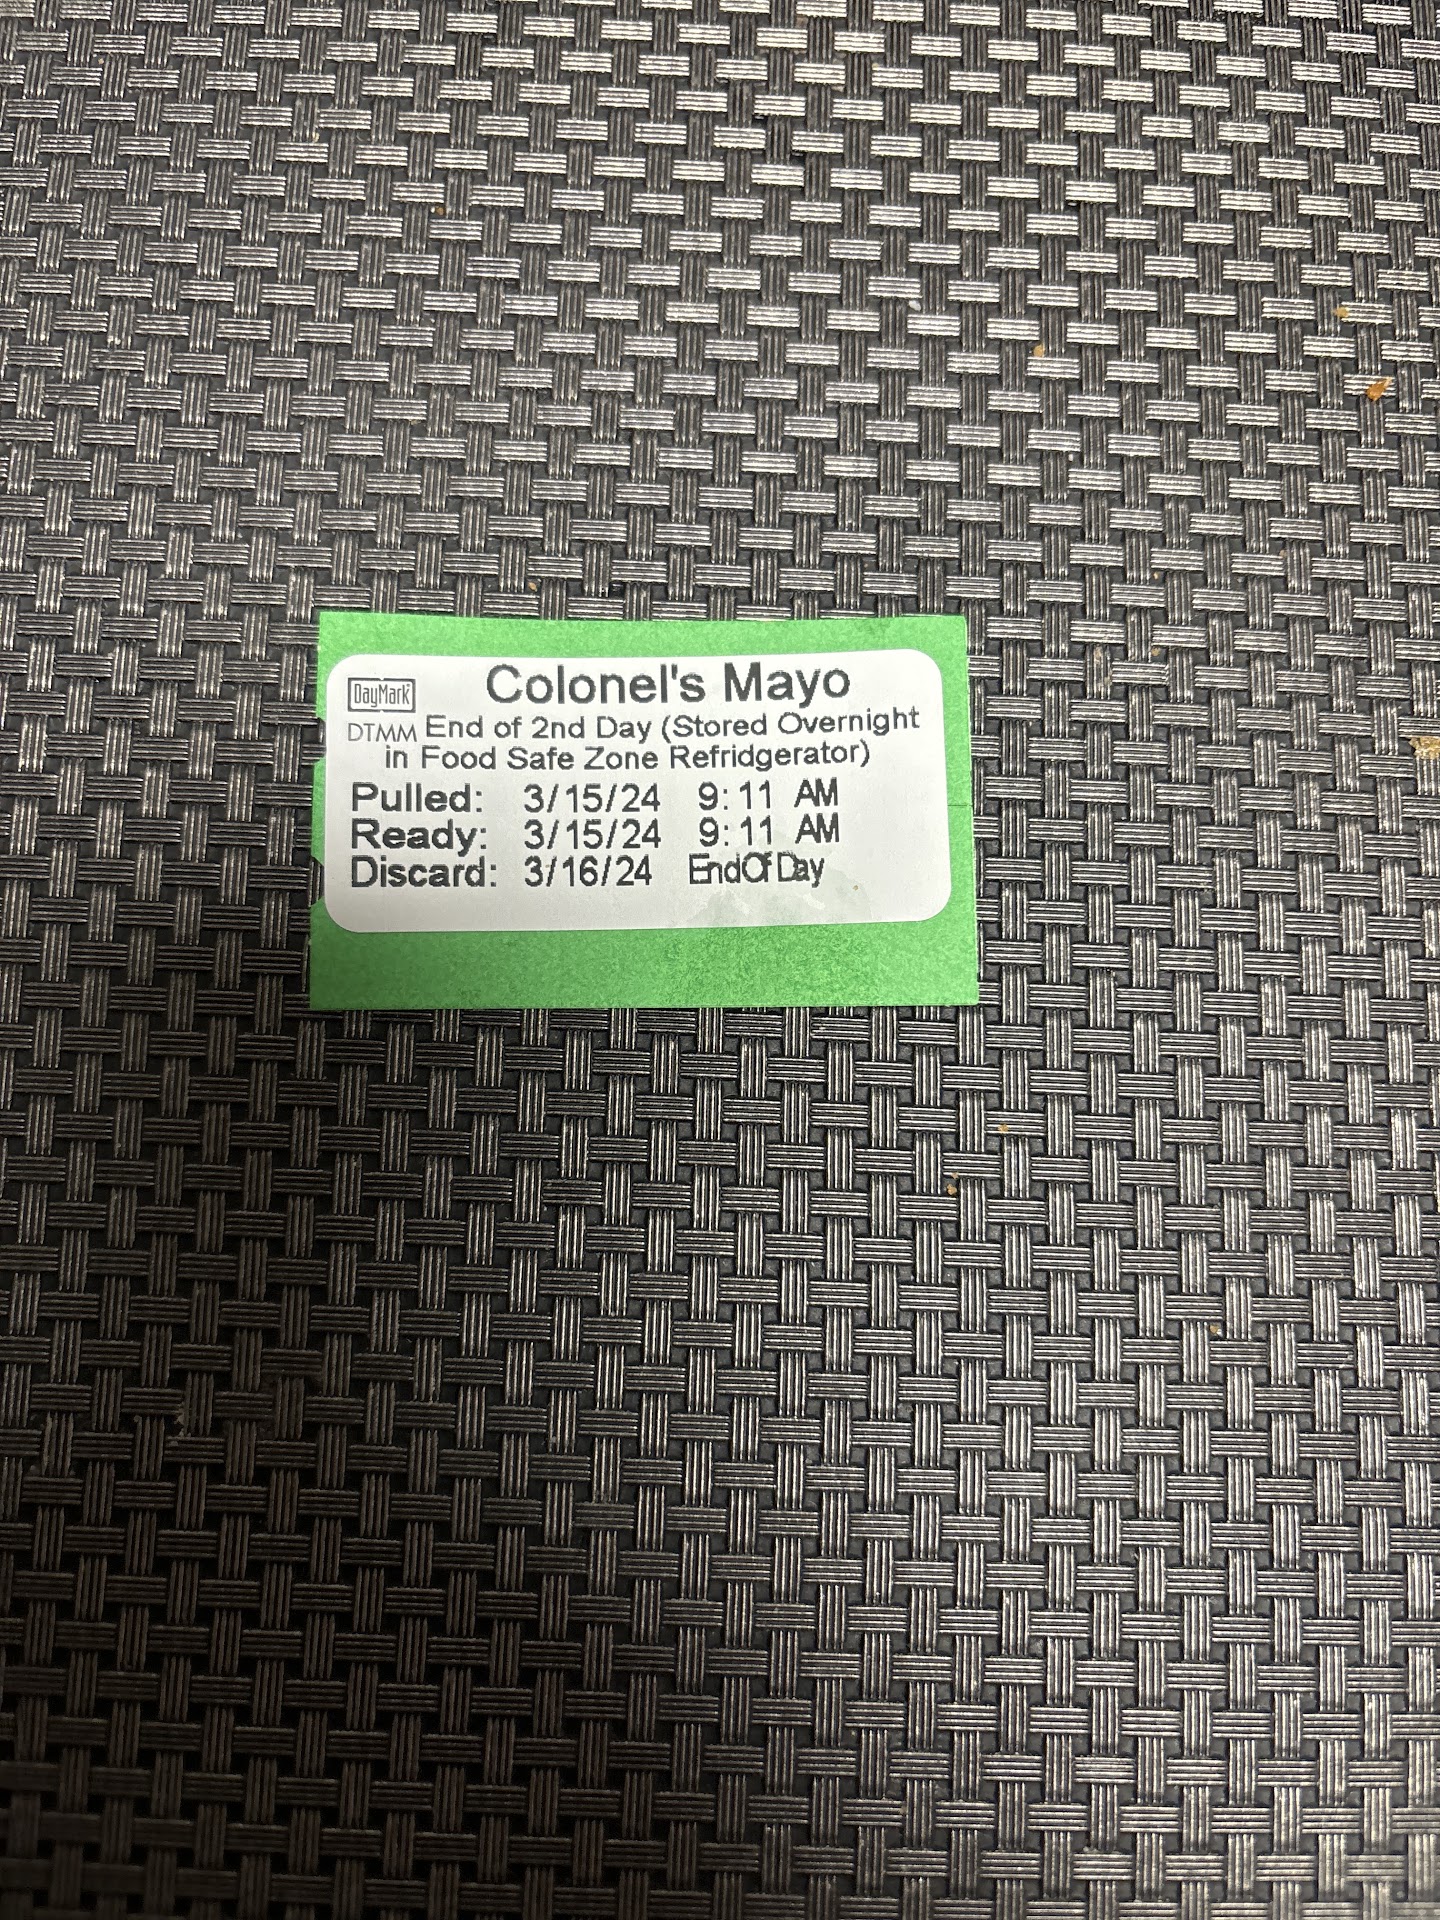 Colonel's Mayo
DayMark
DTMM End of 2nd Day (Stored Overnight
in Food Safe Zone Refridgerator)
Pulled: 3/15/24 9:11 AM
Ready: 3/15/24 9:11 AM
Discard: 3/16/24 EndOfDay